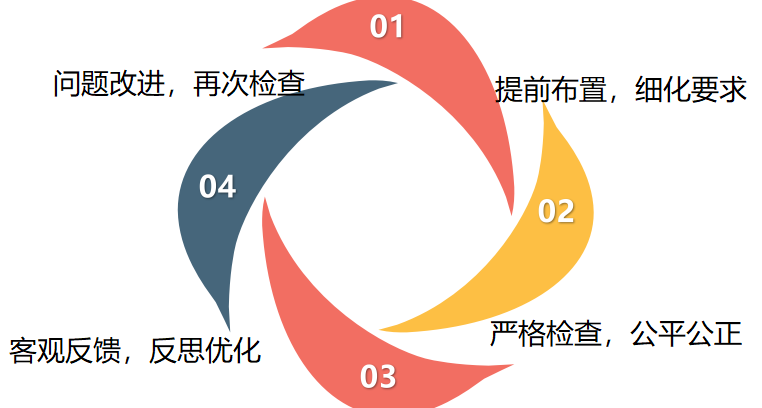 01
提前布置，细化要求
02
严格检查，公平公正
03
客观反馈，反思优化
04
问题改进，再次检查